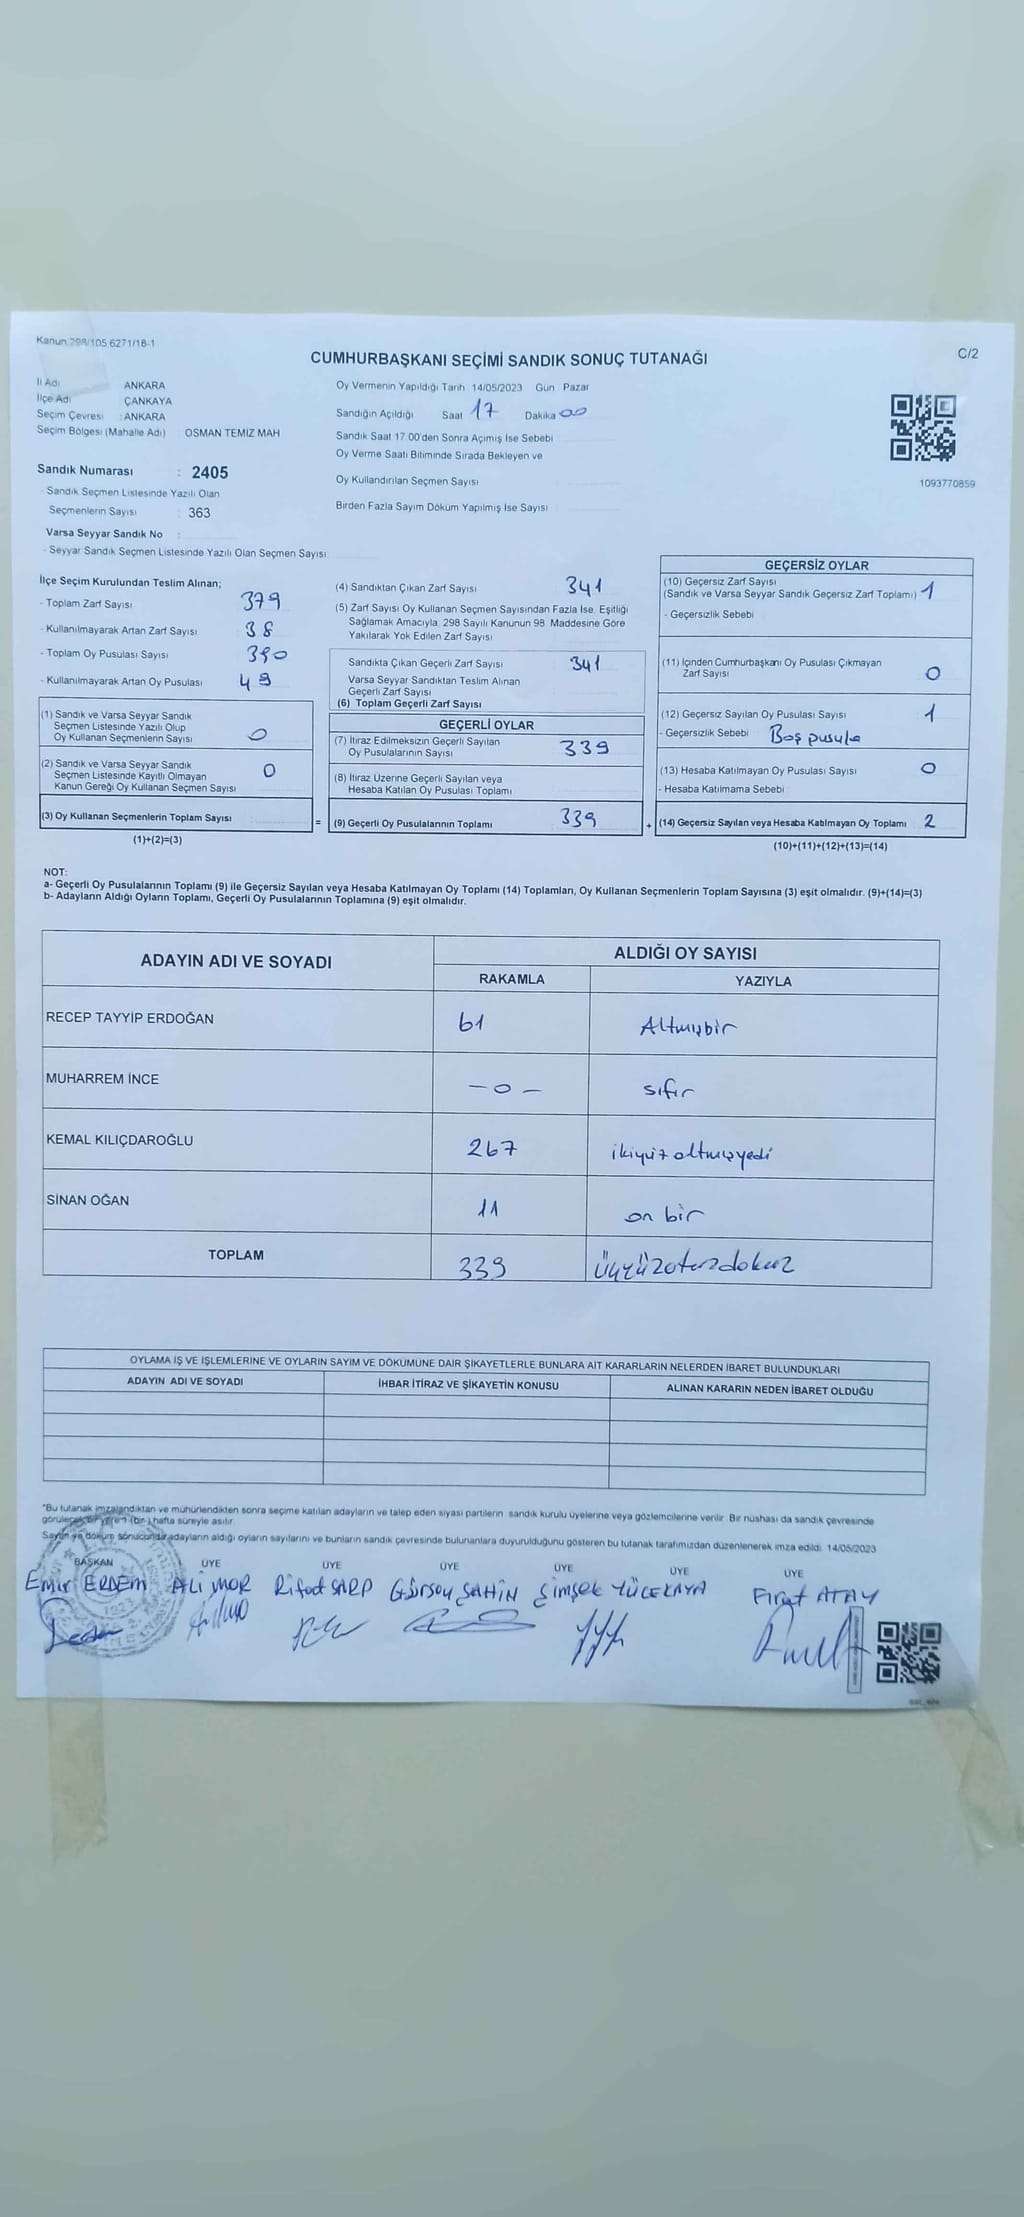 Kanun 298/105,6271/18-1
C/2
CUMHURBAŞKANI SEÇİMİ SANDIK SONUÇ TUTANAĞI
İl Adı ANKARA
İlçe Adı ÇANKAYA
Seçim Çevresi : ANKARA
Seçim Bölgesi (Mahalle Adı) OSMAN TEMİZ MAH
Sandık Numarası : 2405
- Sandık Seçmen Listesinde Yazılı Olan
Seçmenlerin Sayısı : 363
Varsa Seyyar Sandık No :
- Seyyar Sandık Seçmen Listesinde Yazılı Olan Seçmen Sayısı
Oy Vermenin Yapıldığı Tarih 14/05/2023 Gün Pazar
Sandığın Açıldığı Saat 17 Dakika 00
Sandık Saat 17.00'den Sonra Açımış İse Sebebi
Oy Verme Saati Bitiminde Sırada Bekleyen ve
Oy Kullandırılan Seçmen Sayısı
Birden Fazla Sayım Döküm Yapılmış İse Sayısı
1093770859
İlçe Seçim Kurulundan Teslim Alınan;
- Toplam Zarf Sayısı 379
- Kullanılmayarak Artan Zarf Sayısı 38
- Toplam Oy Pusulası Sayısı 390
- Kullanılmayarak Artan Oy Pusulası 49
(1) Sandık ve Varsa Seyyar Sandık
Seçmen Listesinde Yazılı Olup
Oy Kullanan Seçmenlerin Sayısı 0
(2) Sandık ve Varsa Seyyar Sandık
Seçmen Listesinde Kayıtlı Olmayan
Kanun Gereği Oy Kullanan Seçmen Sayısı 0
(3) Oy Kullanan Seçmenlerin Toplam Sayısı
(1)+(2)=(3)
(4) Sandıktan Çıkan Zarf Sayısı 341
(5) Zarf Sayısı Oy Kullanan Seçmen Sayısından Fazla İse, Eşitliği
Sağlamak Amacıyla, 298 Sayılı Kanunun 98. Maddesine Göre
Yakılarak Yok Edilen Zarf Sayısı
Sandıkta Çıkan Geçerli Zarf Sayısı 341
Varsa Seyyar Sandıktan Teslim Alınan
Geçerli Zarf Sayısı
(6) Toplam Geçerli Zarf Sayısı
GEÇERLİ OYLAR
(7) İtiraz Edilmeksizin Geçerli Sayılan
Oy Pusulalarının Sayısı 339
(8) İtiraz Üzerine Geçerli Sayılan veya
Hesaba Katılan Oy Pusulası Toplamı
= (9) Geçerli Oy Pusulalarının Toplamı 339
GEÇERSİZ OYLAR
(10) Geçersiz Zarf Sayısı
(Sandık ve Varsa Seyyar Sandık Geçersiz Zarf Toplamı) 1
- Geçersizlik Sebebi
(11) İçinden Cumhurbaşkanı Oy Pusulası Çıkmayan
Zarf Sayısı 0
(12) Geçersiz Sayılan Oy Pusulası Sayısı 1
- Geçersizlik Sebebi Boş pusula
(13) Hesaba Katılmayan Oy Pusulası Sayısı 0
- Hesaba Katılmama Sebebi
+ (14) Geçersiz Sayılan veya Hesaba Katılmayan Oy Toplamı 2
(10)+(11)+(12)+(13)=(14)
NOT:
a- Geçerli Oy Pusulalarının Toplamı (9) ile Geçersiz Sayılan veya Hesaba Katılmayan Oy Toplamı (14) Toplamları, Oy Kullanan Seçmenlerin Toplam Sayısına (3) eşit olmalıdır. (9)+(14)=(3)
b- Adayların Aldığı Oyların Toplamı, Geçerli Oy Pusulalarının Toplamına (9) eşit olmalıdır.
ADAYIN ADI VE SOYADI ALDIĞI OY SAYISI
RAKAMLA YAZIYLA
RECEP TAYYİP ERDOĞAN 61 Altmışbir
MUHARREM İNCE -0- sıfır
KEMAL KILIÇDAROĞLU 267 ikiyüzaltmışyedi
SİNAN OĞAN 11 on bir
TOPLAM 339 Üçyüzotuzdokuz
OYLAMA İŞ VE İŞLEMLERİNE VE OYLARIN SAYIM VE DÖKÜMÜNE DAİR ŞİKAYETLERLE BUNLARA AİT KARARLARIN NELERDEN İBARET BULUNDUKLARI
ADAYIN ADI VE SOYADI İHBAR İTİRAZ VE ŞİKAYETİN KONUSU ALINAN KARARIN NEDEN İBARET OLDUĞU
*Bu tutanak imzalandıktan ve mühürlendikten sonra seçime katılan adayların ve talep eden siyasi partilerin sandık kurulu üyelerine veya gözlemcilerine verilir. Bir nüshası da sandık çevresinde
görülecek bir yere 1 (bir) hafta süreyle asılır.
Sayım ve döküm sonucunda adayların aldığı oyların sayılarını ve bunların sandık çevresinde bulunanlara duyurulduğunu gösteren bu tutanak tarafımızdan düzenlenerek imza edildi. 14/05/2023
BAŞKAN ÜYE ÜYE ÜYE ÜYE ÜYE ÜYE
Emir ERDEM ALİ MOR Rifat SARP Gürsoy ŞAHİN Şimşek YÜCEKAYA Fırat ATAY